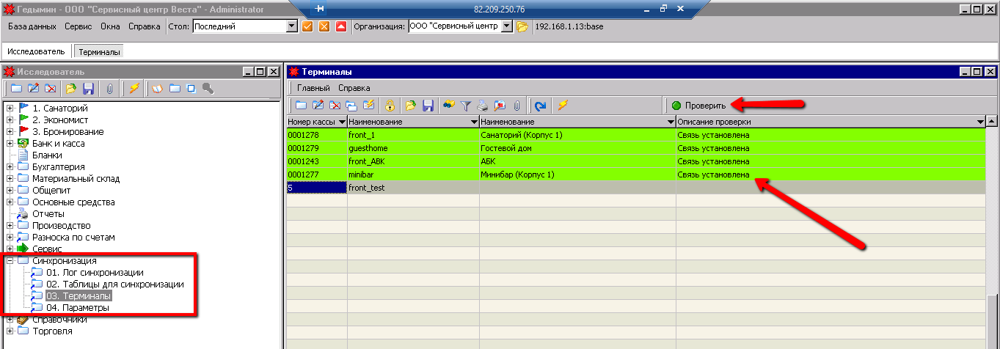 Гедымин - ООО "Сервисный центр Веста" - Administrator
82.209.250.76
База данных Сервис Окна Справка Стол: Последний Организация: ООО "Сервисный центр 192.168.1.13:base
Исследователь Терминалы
Исследователь
1. Санаторий
2. Экономист
3. Бронирование
Банк и касса
Бланки
Бухгалтерия
Материальный склад
Общепит
Основные средства
Отчеты
Производство
Разноска по счетам
Сервис
Синхронизация
01. Лог синхронизации
02. Таблицы для синхронизации
03. Терминалы
04. Параметры
Справочники
Торговля
Терминалы
Главный Справка
Проверить
Номер кассы Наименование Наименование Описание проверки
0001278 front_1 Санаторий (Корпус 1) Связь установлена
0001279 guesthome Гостевой дом Связь установлена
0001243 front_АВК АБК Связь установлена
0001277 minibar Минибар (Корпус 1) Связь установлена
5 front_test